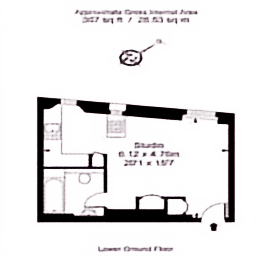 Approximate Gross Internal Area
307 sq ft / 28.53 sq m
Studio
6.12 x 4.76m
20'1 x 15'7
Lower Ground Floor